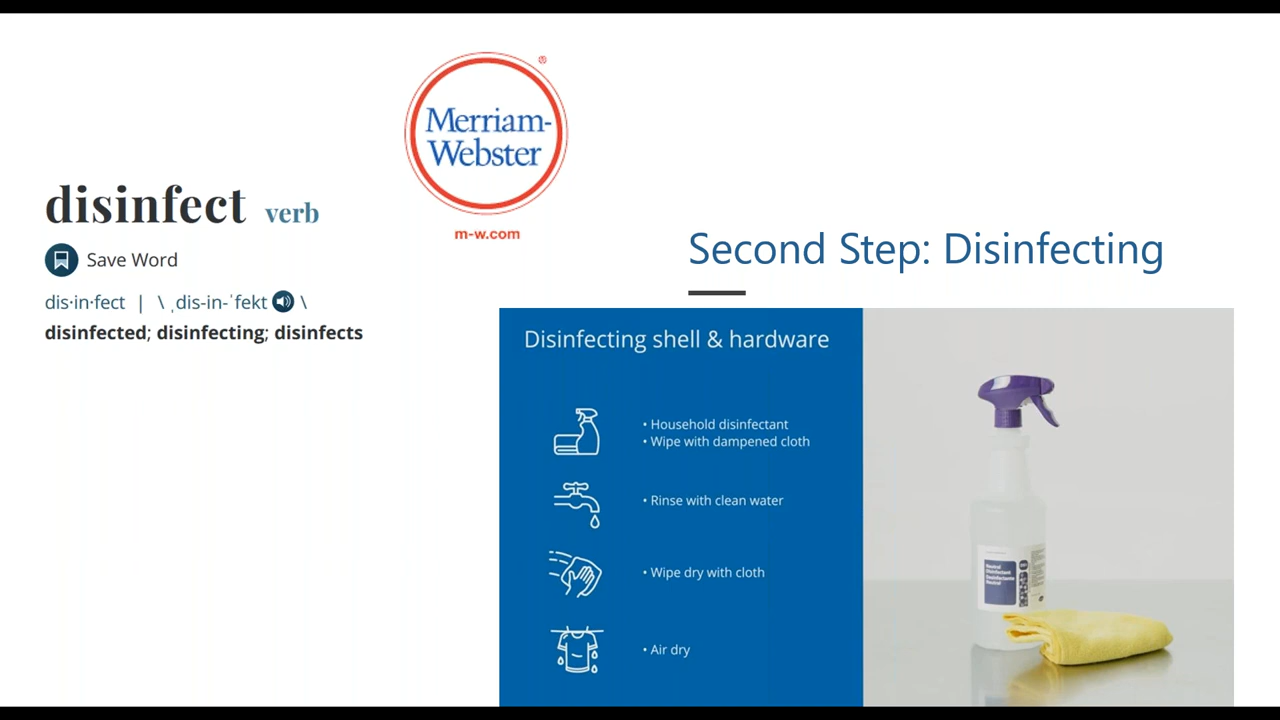 Merriam-
Webster
®
m-w.com
disinfect verb
Save Word
dis·in·fect | \ ˌdis-in-ˈfekt \
disinfected; disinfecting; disinfects
Second Step: Disinfecting
Disinfecting shell & hardware
• Household disinfectant
• Wipe with dampened cloth
• Rinse with clean water
• Wipe dry with cloth
• Air dry
Neutral
Disinfectant